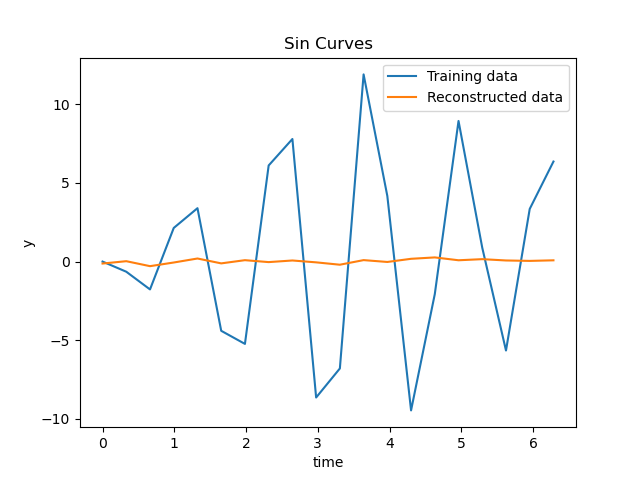 Sin Curves
Training data
Reconstructed data
10
5
0
−5
−10
y
0 1 2 3 4 5 6
time